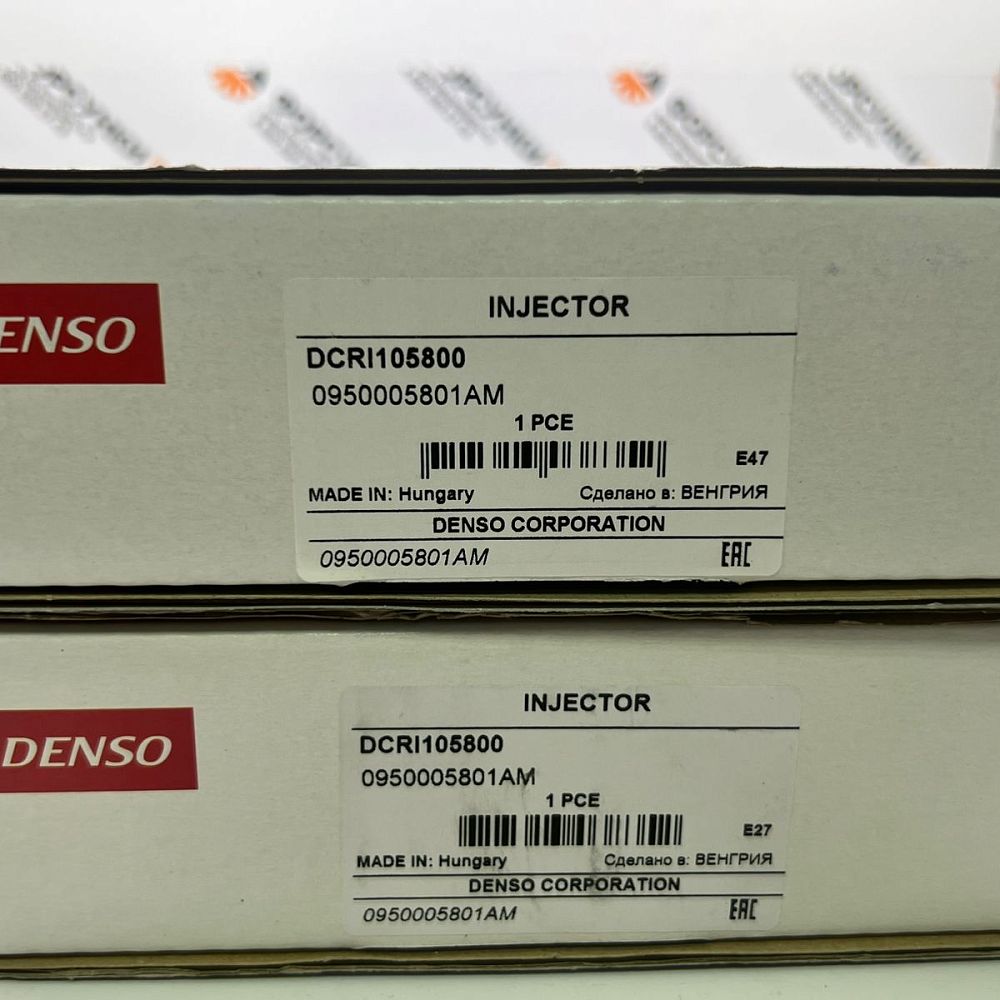 ENSO
INJECTOR
DCRI105800
0950005801AM
1 PCE
E47
MADE IN: Hungary Сделано в: ВЕНГРИЯ
DENSO CORPORATION
0950005801AM EAC
DENSO
INJECTOR
DCRI105800
0950005801AM
1 PCE
E27
MADE IN: Hungary Сделано в: ВЕНГРИЯ
DENSO CORPORATION
0950005801AM EAC